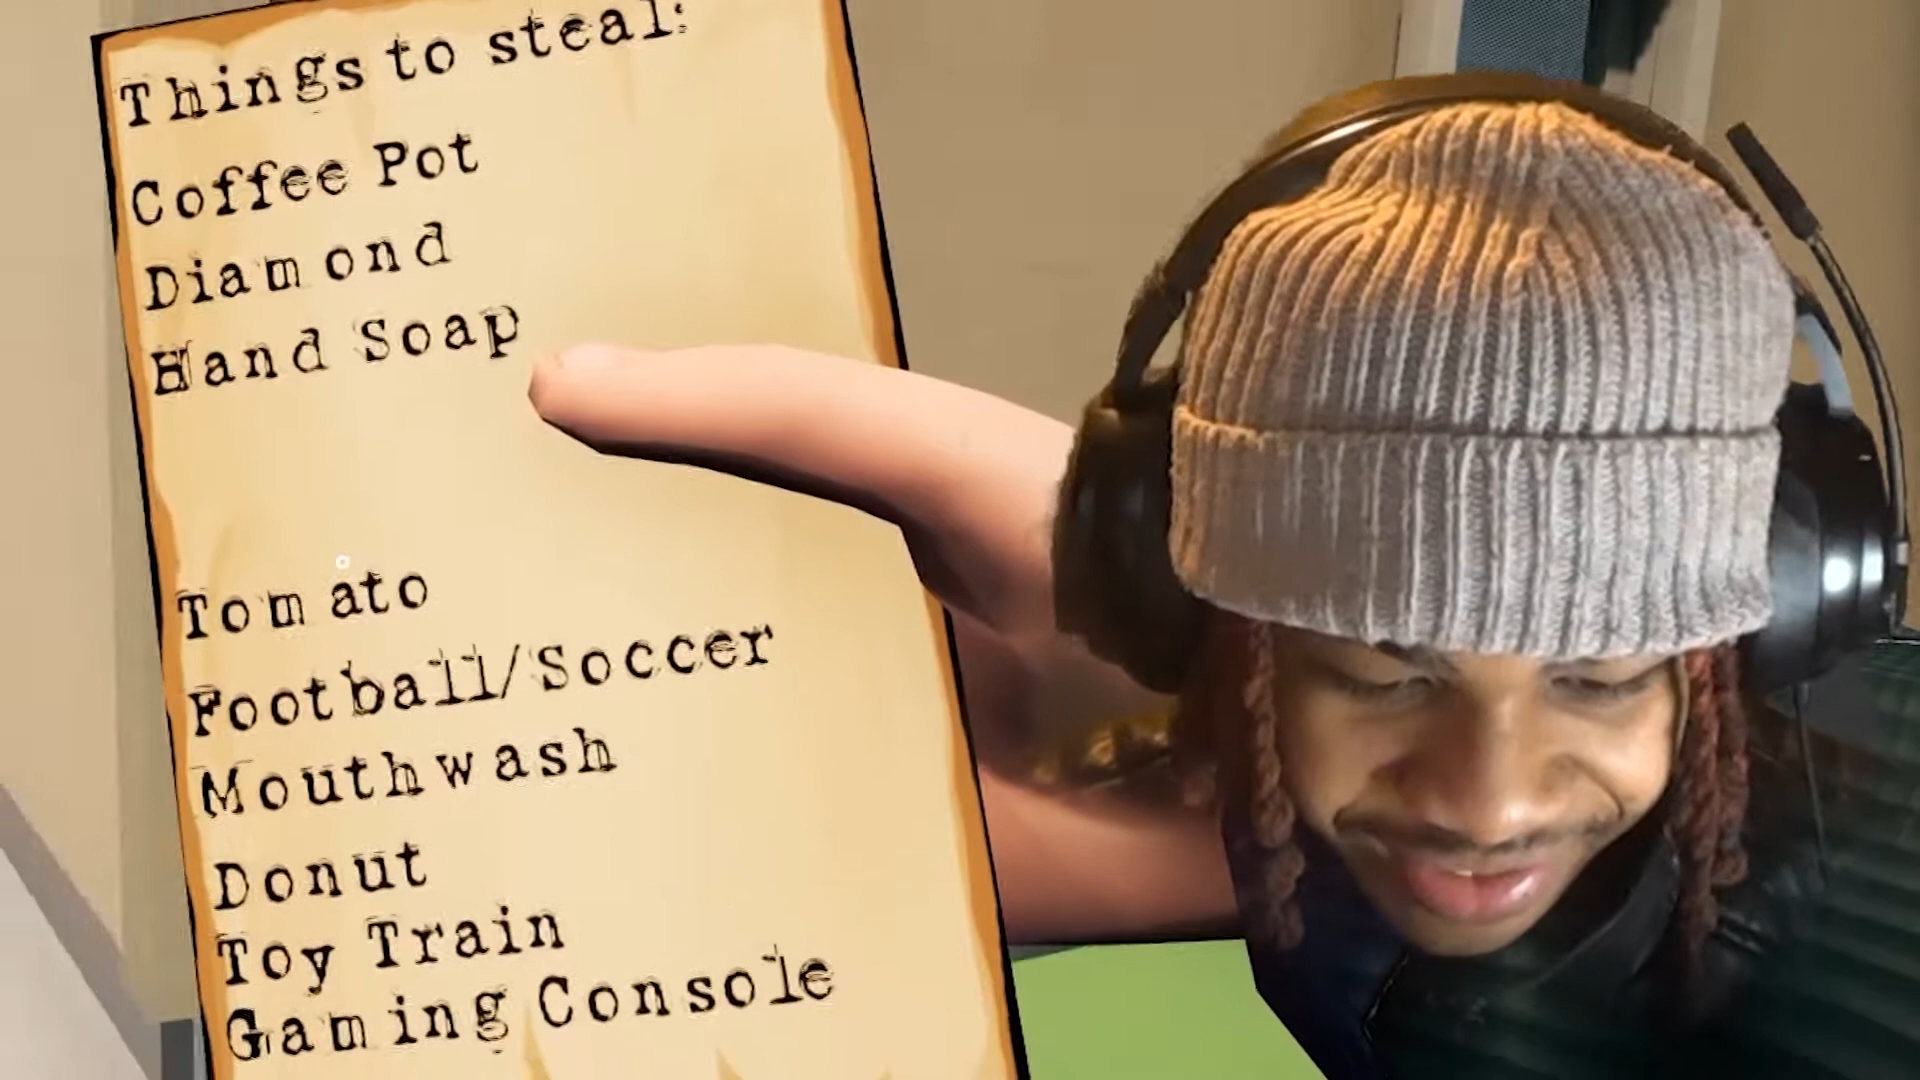 Things to steal:
Coffee Pot
Diamond
Hand Soap
Tomato
Football/Soccer
Mouthwash
Donut
Toy Train
Gaming Console